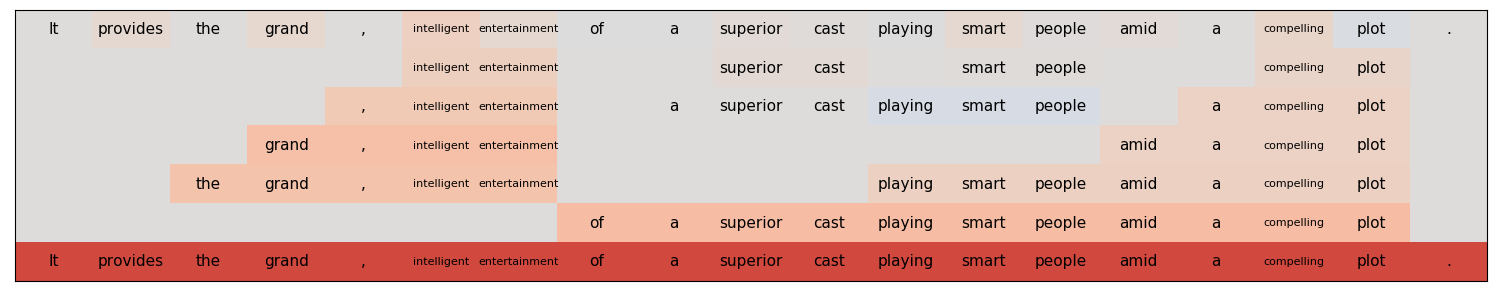 It provides the grand , intelligent entertainment of a superior cast playing smart people amid a compelling plot .
intelligent entertainment superior cast smart people compelling plot
, intelligent entertainment a superior cast playing smart people a compelling plot
grand , intelligent entertainment amid a compelling plot
the grand , intelligent entertainment playing smart people amid a compelling plot
of a superior cast playing smart people amid a compelling plot
It provides the grand , intelligent entertainment of a superior cast playing smart people amid a compelling plot .